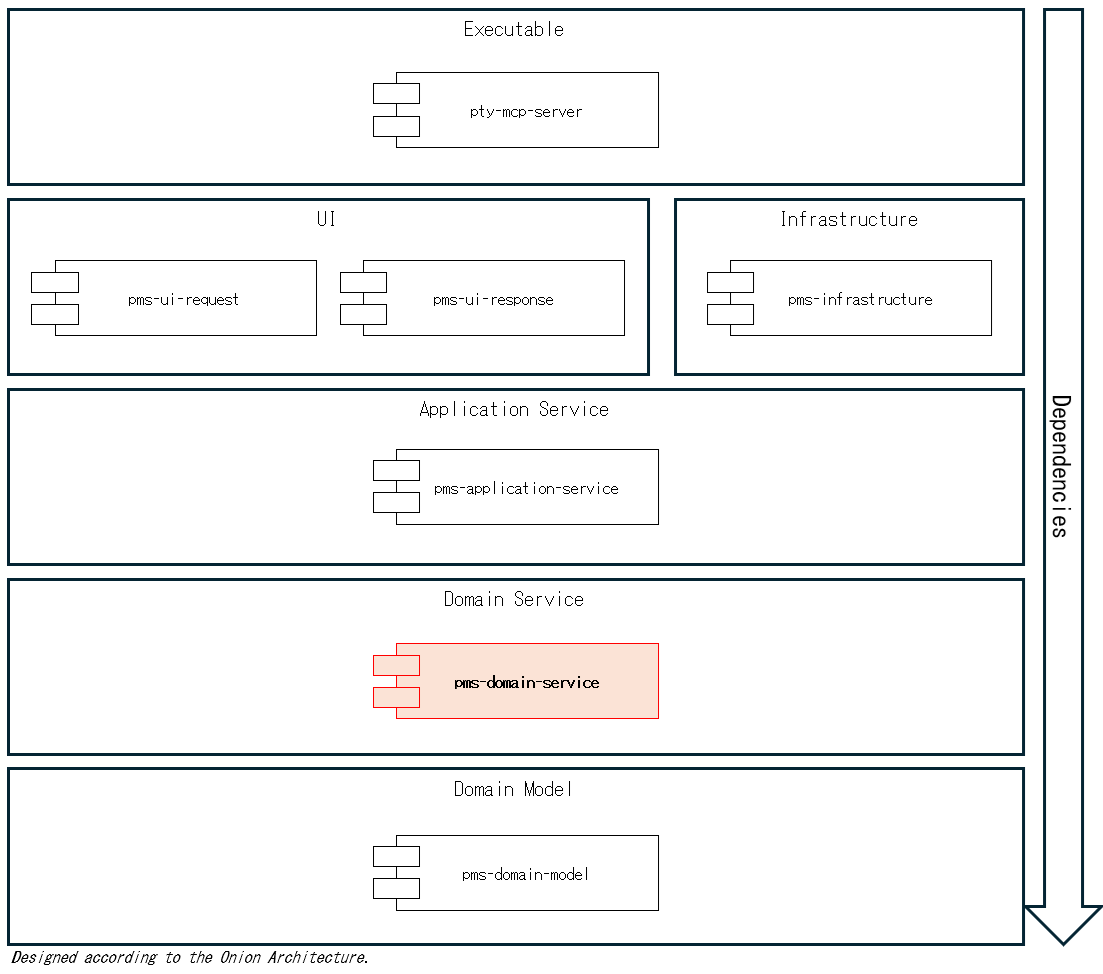 Executable
pty-mcp-server
UI
Infrastructure
pms-ui-request
pms-ui-response
pms-infrastructure
Application Service
pms-application-service
Dependencies
Domain Service
pms-domain-service
Domain Model
pms-domain-model
Designed according to the Onion Architecture.